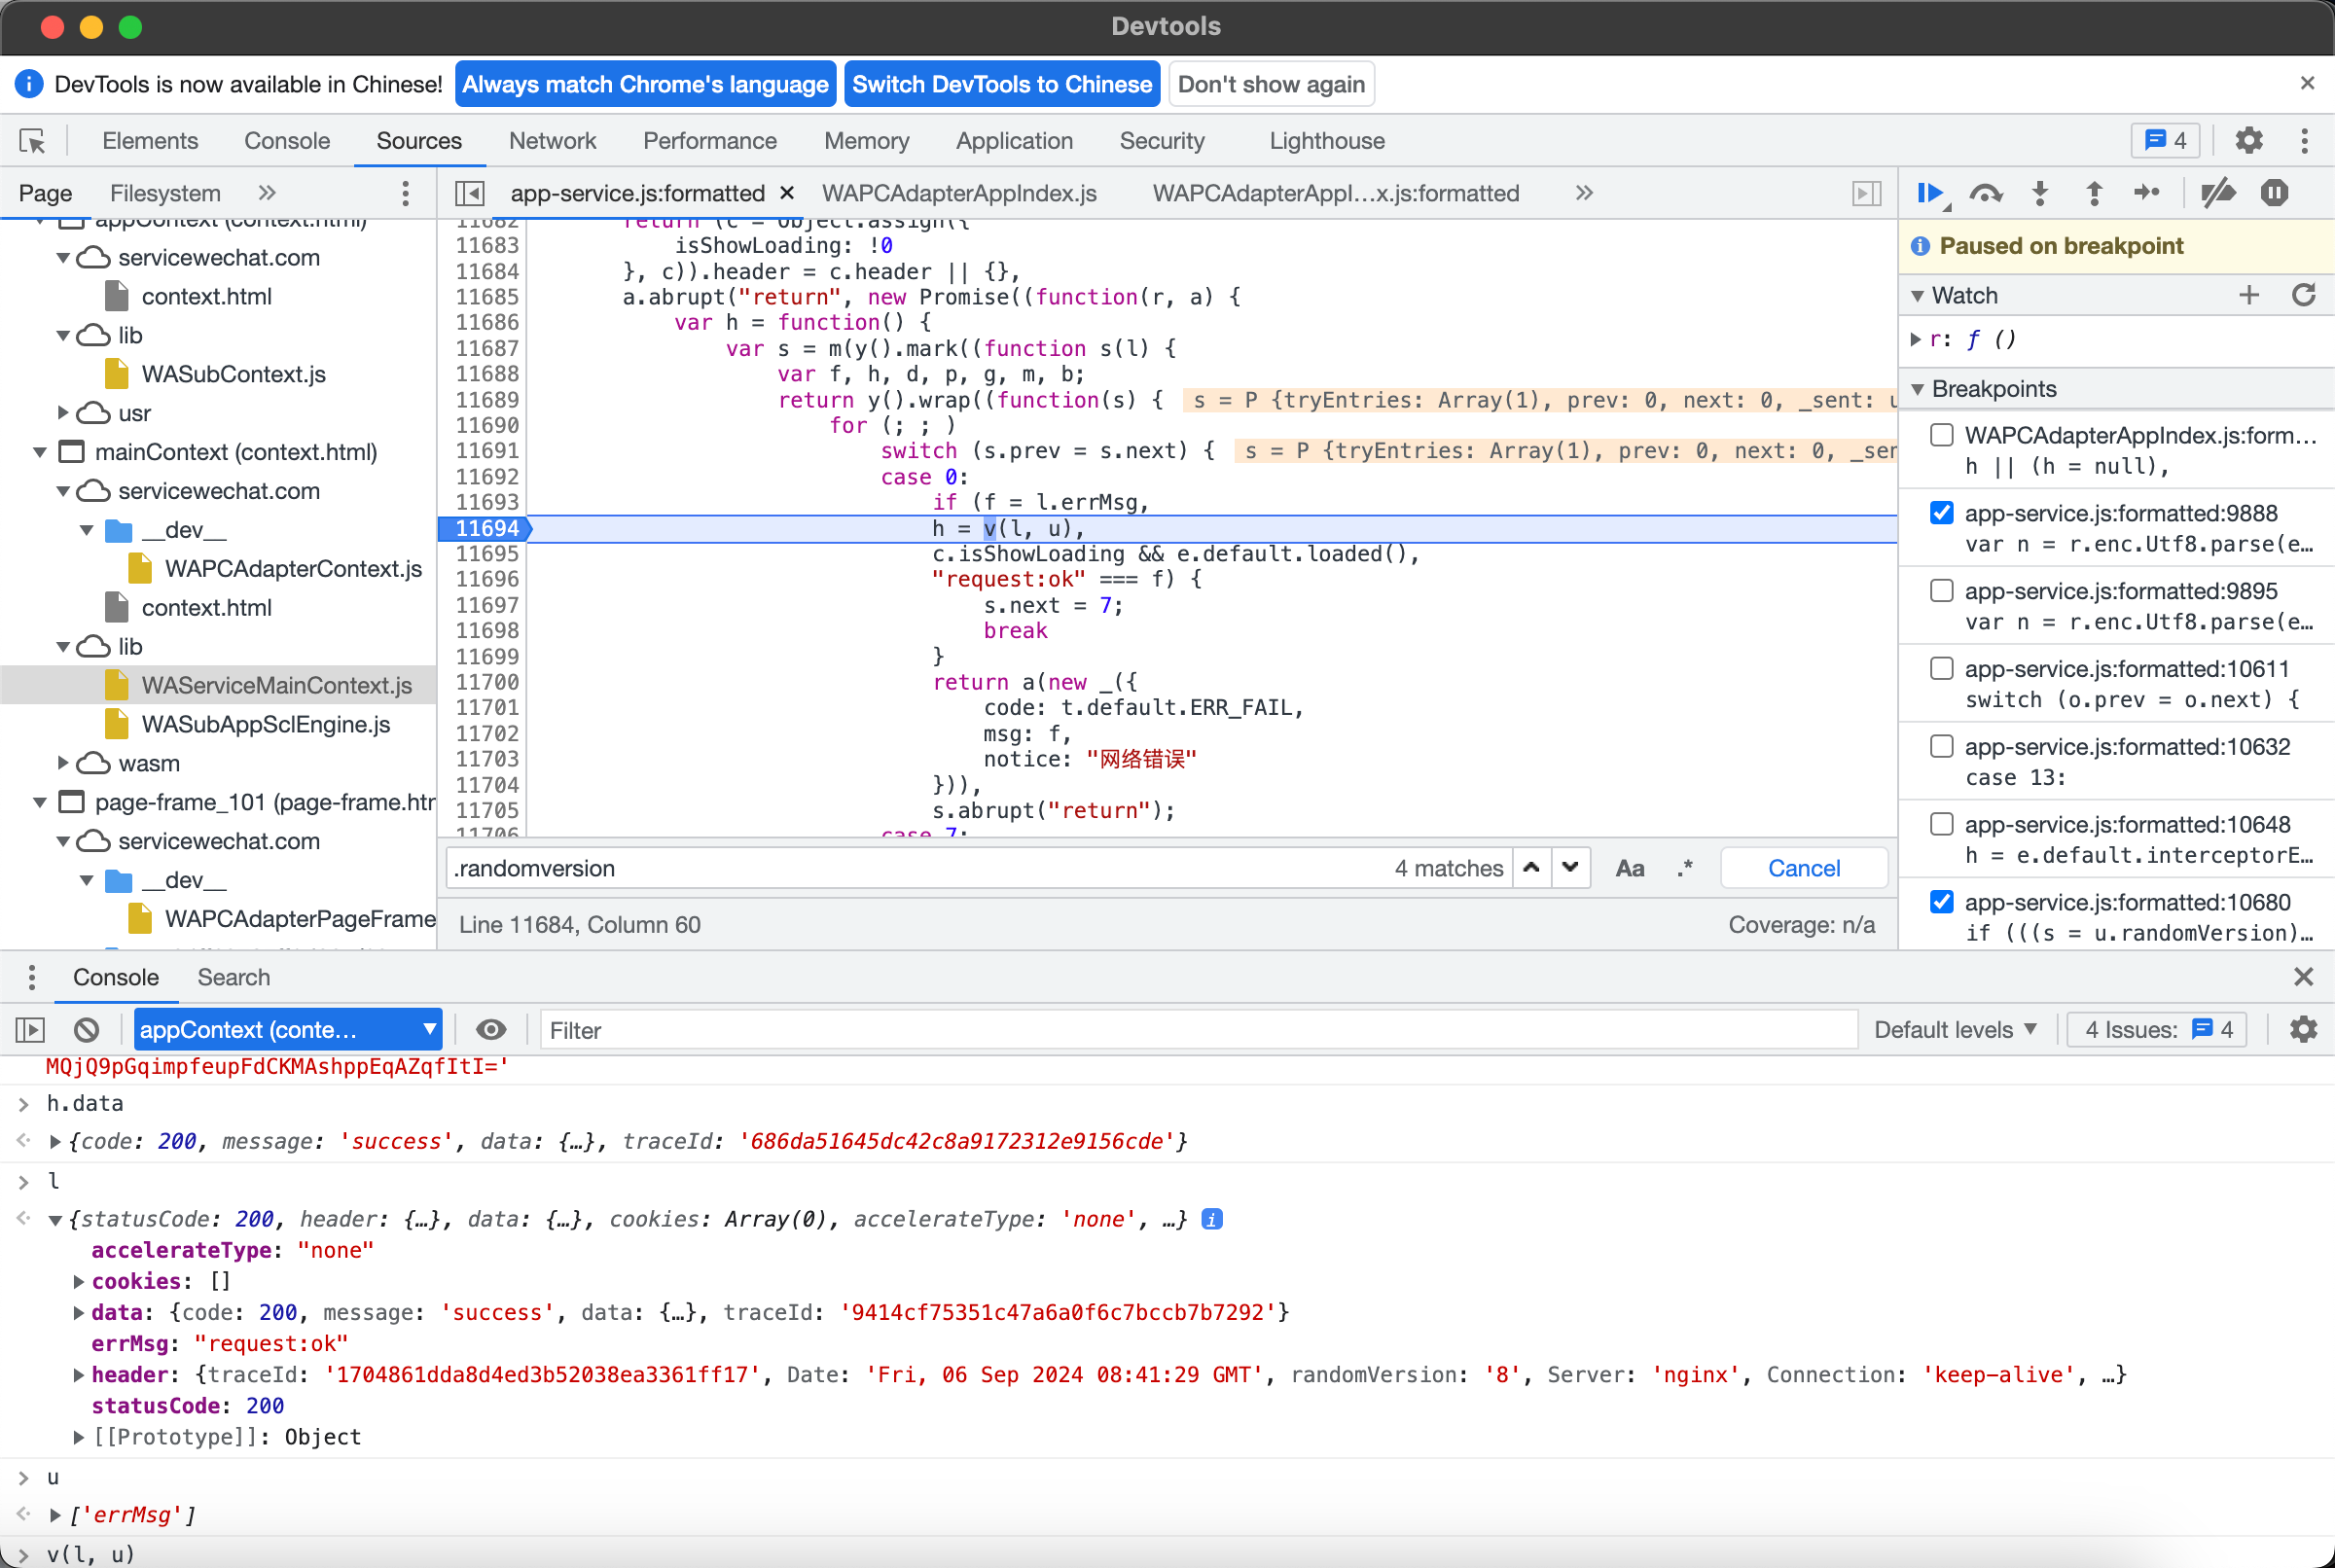 Devtools
DevTools is now available in Chinese! Always match Chrome's language Switch DevTools to Chinese Don't show again
Elements Console Sources Network Performance Memory Application Security Lighthouse 4
Page Filesystem
app-service.js:formatted WAPCAdapterAppIndex.js WAPCAdapterAppI…x.js:formatted
appContext (context.html)
servicewechat.com
context.html
lib
WASubContext.js
usr
mainContext (context.html)
servicewechat.com
__dev__
WAPCAdapterContext.js
context.html
lib
WAServiceMainContext.js
WASubAppSclEngine.js
wasm
page-frame_101 (page-frame.htm
servicewechat.com
__dev__
WAPCAdapterPageFrame
11682 return (c = Object.assign({
11683 isShowLoading: !0
11684 }, c)).header = c.header || {},
11685 a.abrupt("return", new Promise((function(r, a) {
11686 var h = function() {
11687 var s = m(y().mark((function s(l) {
11688 var f, h, d, p, g, m, b;
11689 return y().wrap((function(s) { s = P {tryEntries: Array(1), prev: 0, next: 0, _sent: u
11690 for (; ; )
11691 switch (s.prev = s.next) { s = P {tryEntries: Array(1), prev: 0, next: 0, _sen
11692 case 0:
11693 if (f = l.errMsg,
11694 h = v(l, u),
11695 c.isShowLoading && e.default.loaded(),
11696 "request:ok" === f) {
11697 s.next = 7;
11698 break
11699 }
11700 return a(new _({
11701 code: t.default.ERR_FAIL,
11702 msg: f,
11703 notice: "网络错误"
11704 })),
11705 s.abrupt("return");
11706 case 7:
.randomversion 4 matches Aa .* Cancel
Line 11684, Column 60 Coverage: n/a
Paused on breakpoint
Watch
r: ƒ ()
Breakpoints
WAPCAdapterAppIndex.js:form…
h || (h = null),
app-service.js:formatted:9888
var n = r.enc.Utf8.parse(e…
app-service.js:formatted:9895
var n = r.enc.Utf8.parse(e…
app-service.js:formatted:10611
switch (o.prev = o.next) {
app-service.js:formatted:10632
case 13:
app-service.js:formatted:10648
h = e.default.interceptorE…
app-service.js:formatted:10680
if (((s = u.randomVersion)…
Console Search
appContext (conte… Filter Default levels 4 Issues: 4
MQjQ9pGqimpfeupFdCKMAshppEqAZqfItI='
h.data
{code: 200, message: 'success', data: {…}, traceId: '686da51645dc42c8a9172312e9156cde'}
l
{statusCode: 200, header: {…}, data: {…}, cookies: Array(0), accelerateType: 'none', …}
accelerateType: "none"
cookies: []
data: {code: 200, message: 'success', data: {…}, traceId: '9414cf75351c47a6a0f6c7bccb7b7292'}
errMsg: "request:ok"
header: {traceId: '1704861dda8d4ed3b52038ea3361ff17', Date: 'Fri, 06 Sep 2024 08:41:29 GMT', randomVersion: '8', Server: 'nginx', Connection: 'keep-alive', …}
statusCode: 200
[[Prototype]]: Object
u
['errMsg']
v(l, u)